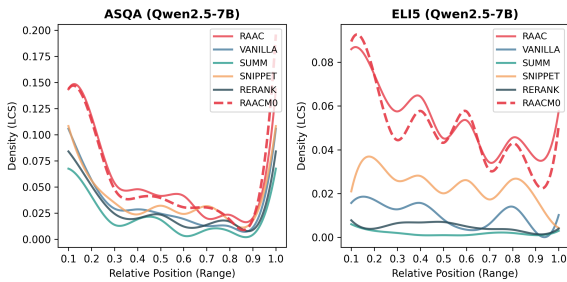 ASQA (Qwen2.5-7B)
Density (LCS)
0.200
0.175
0.150
0.125
0.100
0.075
0.050
0.025
0.000
RAAC
VANILLA
SUMM
SNIPPET
RERANK
RAACM0
0.1 0.2 0.3 0.4 0.5 0.6 0.7 0.8 0.9 1.0
Relative Position (Range)
ELI5 (Qwen2.5-7B)
Density (LCS)
0.08
0.06
0.04
0.02
0.00
RAAC
VANILLA
SUMM
SNIPPET
RERANK
RAACM0
0.1 0.2 0.3 0.4 0.5 0.6 0.7 0.8 0.9 1.0
Relative Position (Range)